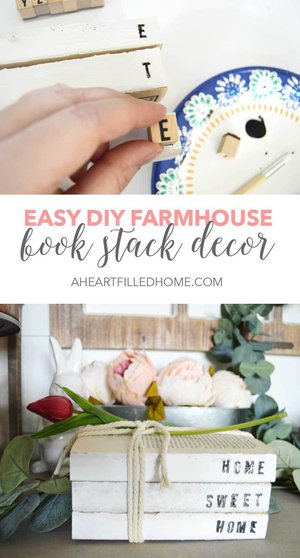 E
T
E
EASY DIY FARMHOUSE
book stack decor
AHEARTFILLEDHOME.COM
HOME
SWEET
HOME